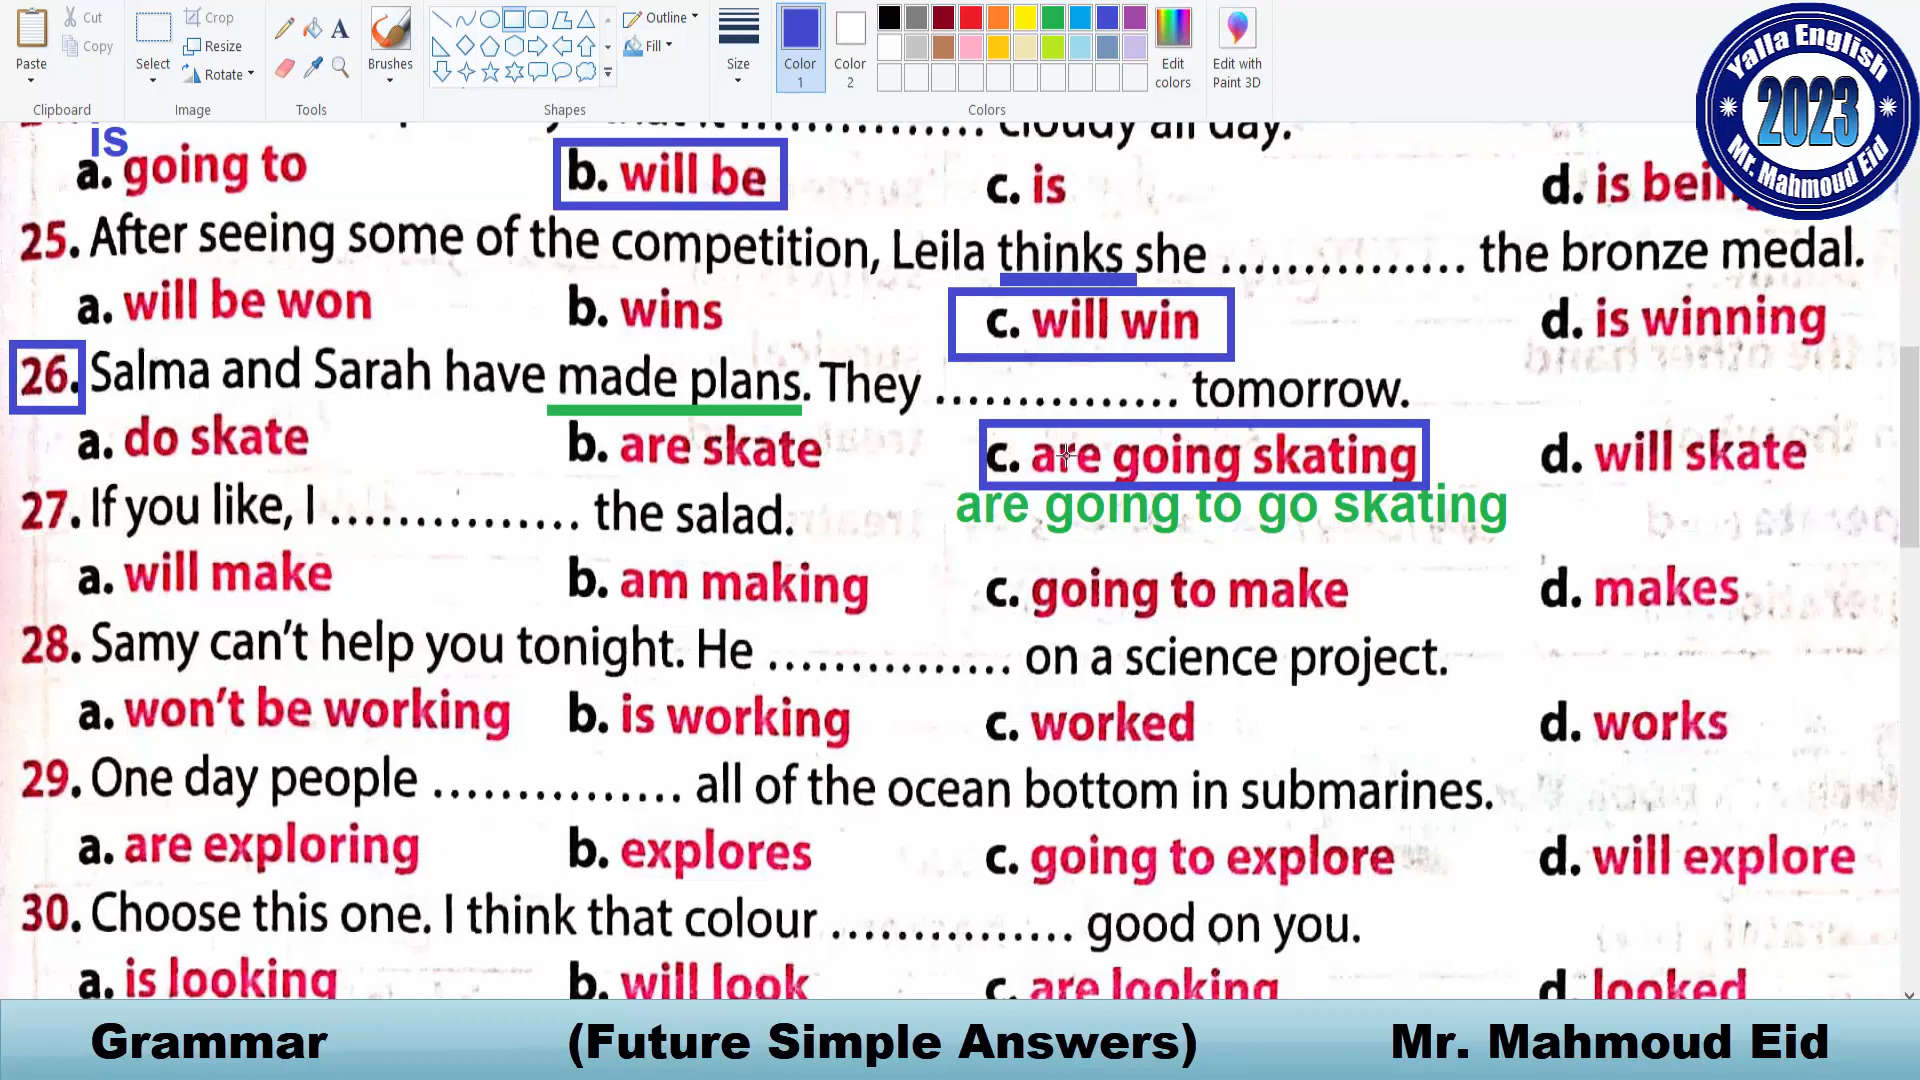 Paste
Cut
Copy
Clipboard
Select
Crop
Resize
Rotate
Image
A
Tools
Brushes
Shapes
Outline
Fill
Size
Color 1
Color 2
Edit colors
Edit with Paint 3D
Colors
Yalla English
2023
Mr. Mahmoud Eid
is
cloudy all day.
a. going to b. will be c. is d. is
25. After seeing some of the competition, Leila thinks she ............... the bronze medal.
a. will be won b. wins c. will win d. is winning
26. Salma and Sarah have made plans. They ............... tomorrow.
a. do skate b. are skate c. are going skating d. will skate
are going to go skating
27. If you like, I ............... the salad.
a. will make b. am making c. going to make d. makes
28. Samy can't help you tonight. He ............... on a science project.
a. won't be working b. is working c. worked d. works
29. One day people ............... all of the ocean bottom in submarines.
a. are exploring b. explores c. going to explore d. will explore
30. Choose this one. I think that colour ............... good on you.
a. is looking b. will look c. are looking d. looked
Grammar (Future Simple Answers) Mr. Mahmoud Eid